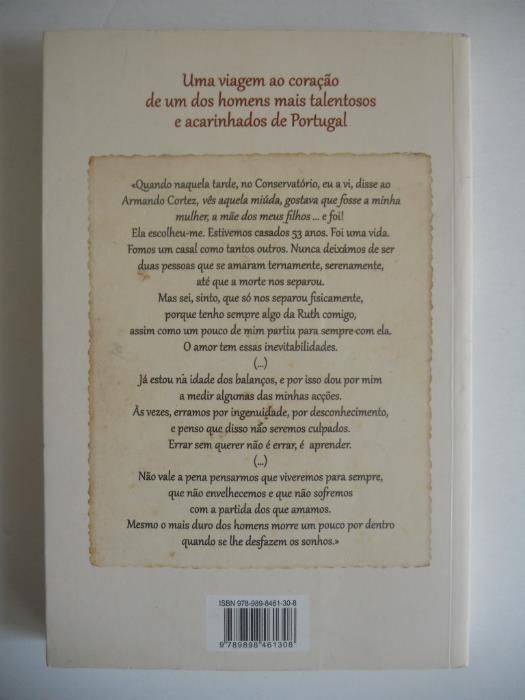 Uma viagem ao coração
de um dos homens mais talentosos
e acarinhados de Portugal
«Quando naquela tarde, no Conservatório, eu a vi, disse ao
Armando Cortez, vês aquela miúda, gostava que fosse a minha
mulher, a mãe dos meus filhos ... e foi!
Ela escolheu-me. Estivemos casados 53 anos. Foi uma vida.
Fomos um casal como tantos outros. Nunca deixámos de ser
duas pessoas que se amaram ternamente, serenamente,
até que a morte nos separou.
Mas sei, sinto, que só nos separou fisicamente,
porque tenho sempre algo da Ruth comigo,
assim como um pouco de mim partiu para sempre com ela.
O amor tem essas inevitabilidades.
(...)
Já estou na idade dos balanços, e por isso dou por mim
a medir algumas das minhas acções.
Às vezes, erramos por ingenuidade, por desconhecimento,
e penso que disso não seremos culpados.
Errar sem querer não é errar, é aprender.
(...)
Não vale a pena pensarmos que viveremos para sempre,
que não envelhecemos e que não sofremos
com a partida dos que amamos.
Mesmo o mais duro dos homens morre um pouco por dentro
quando se lhe desfazem os sonhos.»
ISBN 978-989-8461-30-8
9 789898 461308